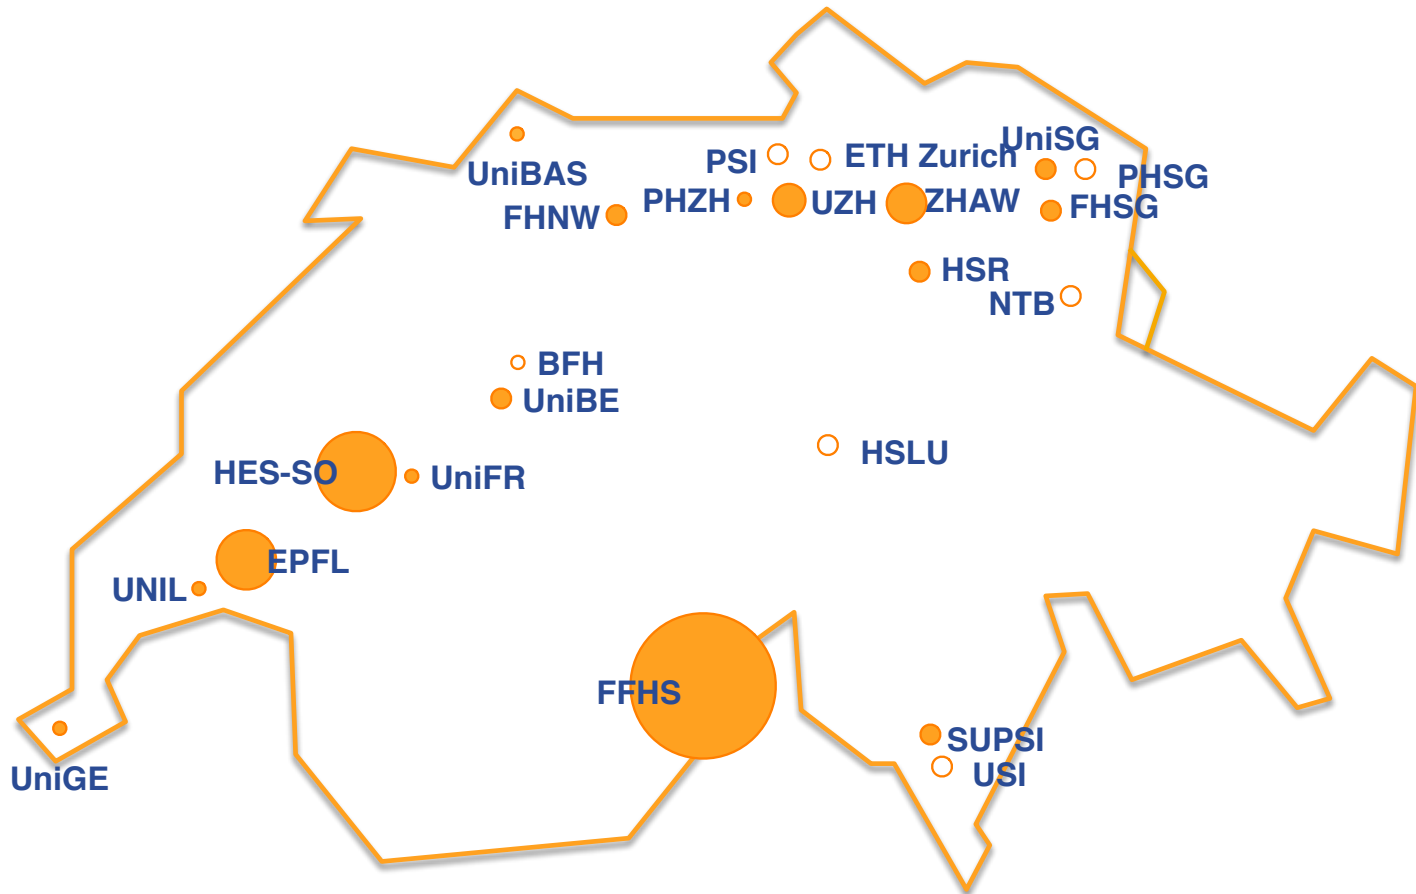 UniSG
PSI
ETH Zurich
UniBAS
PHSG
PHZH
UZH
ZHAW
FHSG
FHNW
HSR
NTB
BFH
UniBE
HSLU
HES-SO
UniFR
EPFL
UNIL
FFHS
SUPSI
USI
UniGE